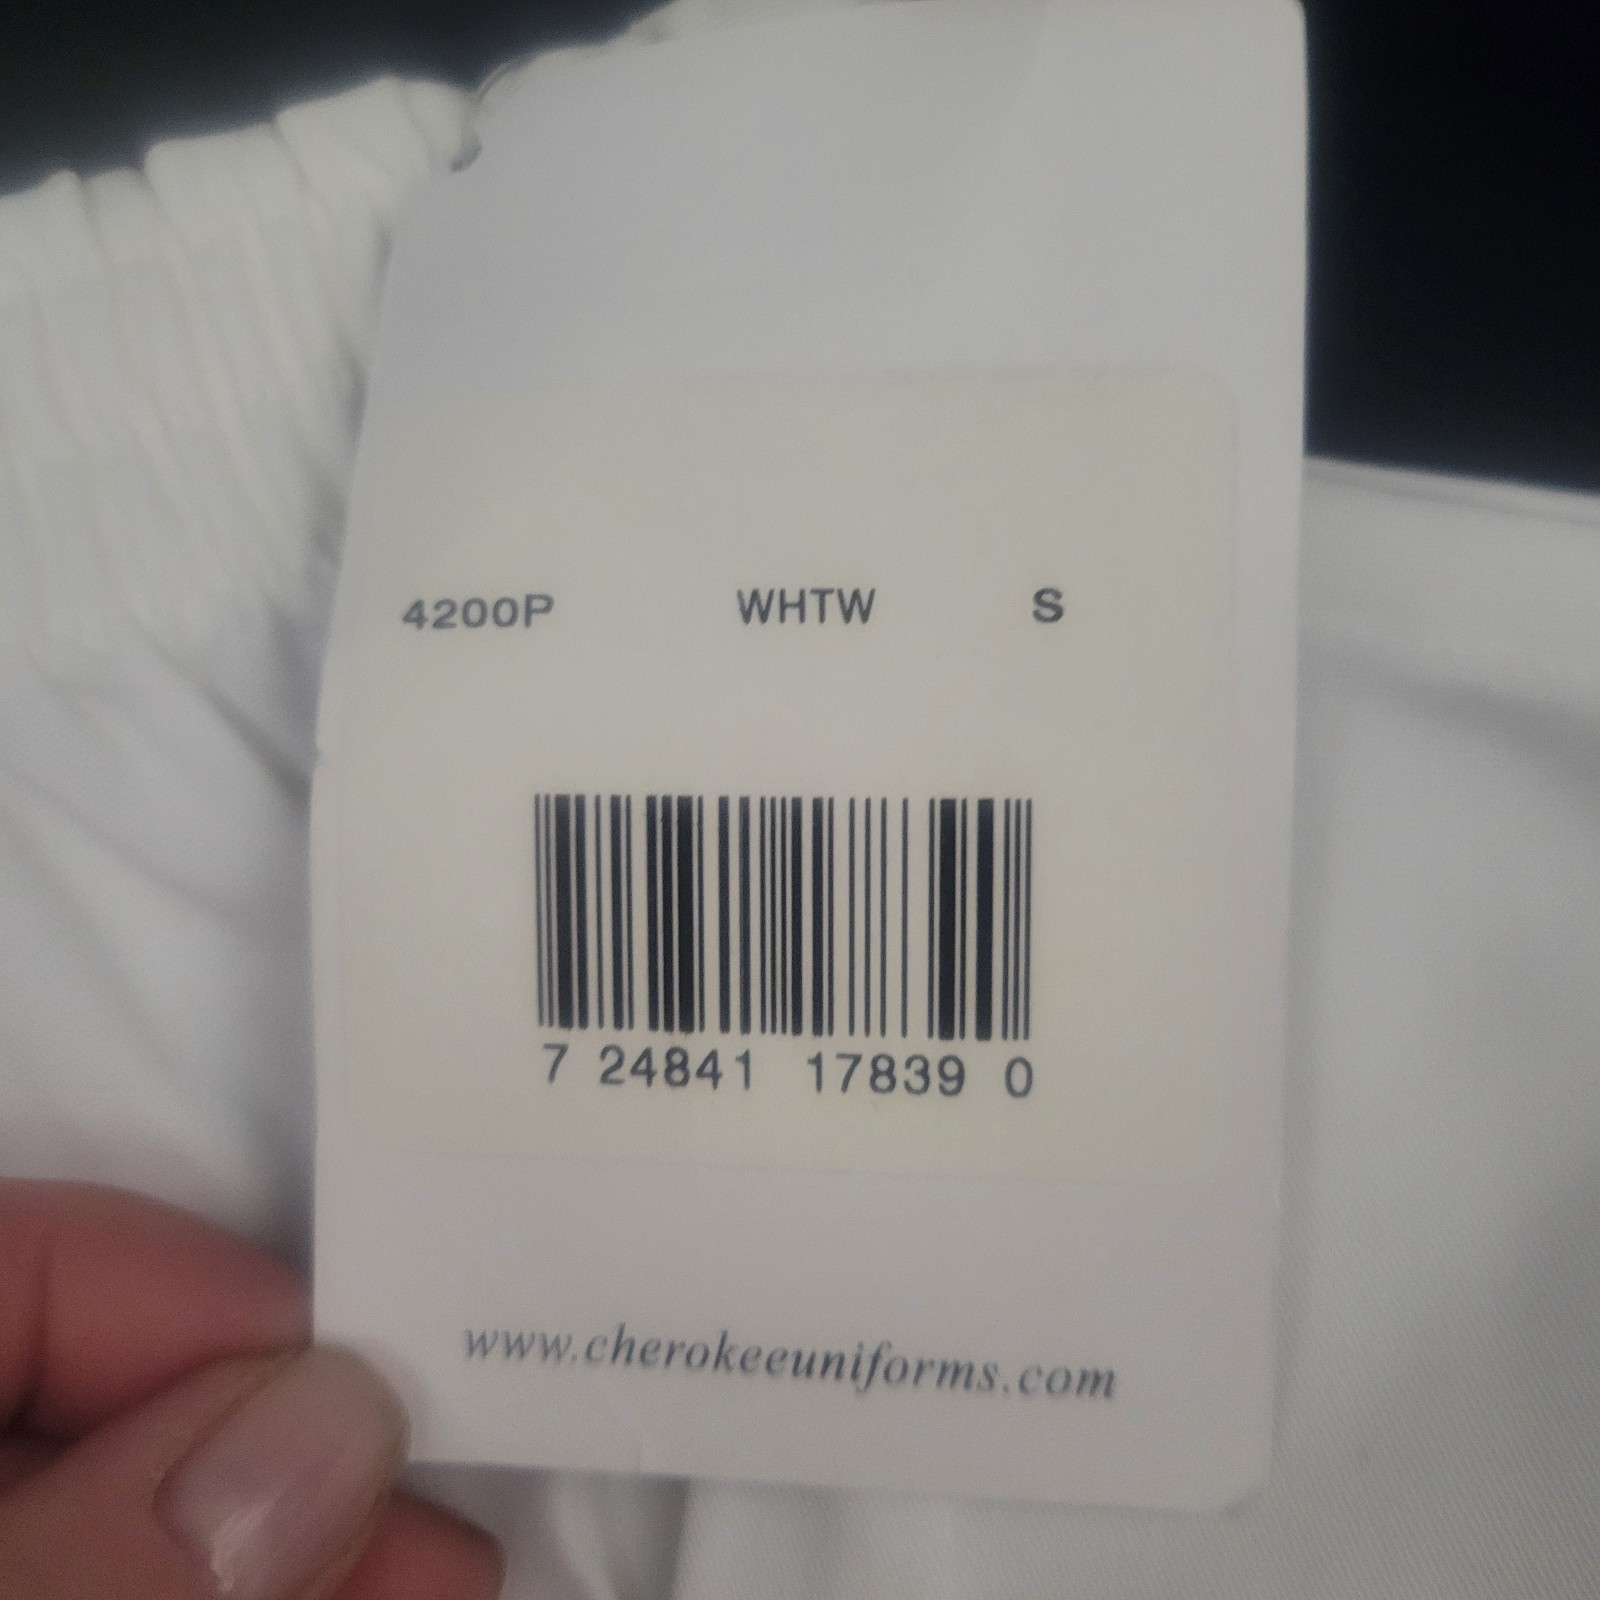 4200P WHTW S
7 24841 17839 0
www.cherokeeuniforms.com